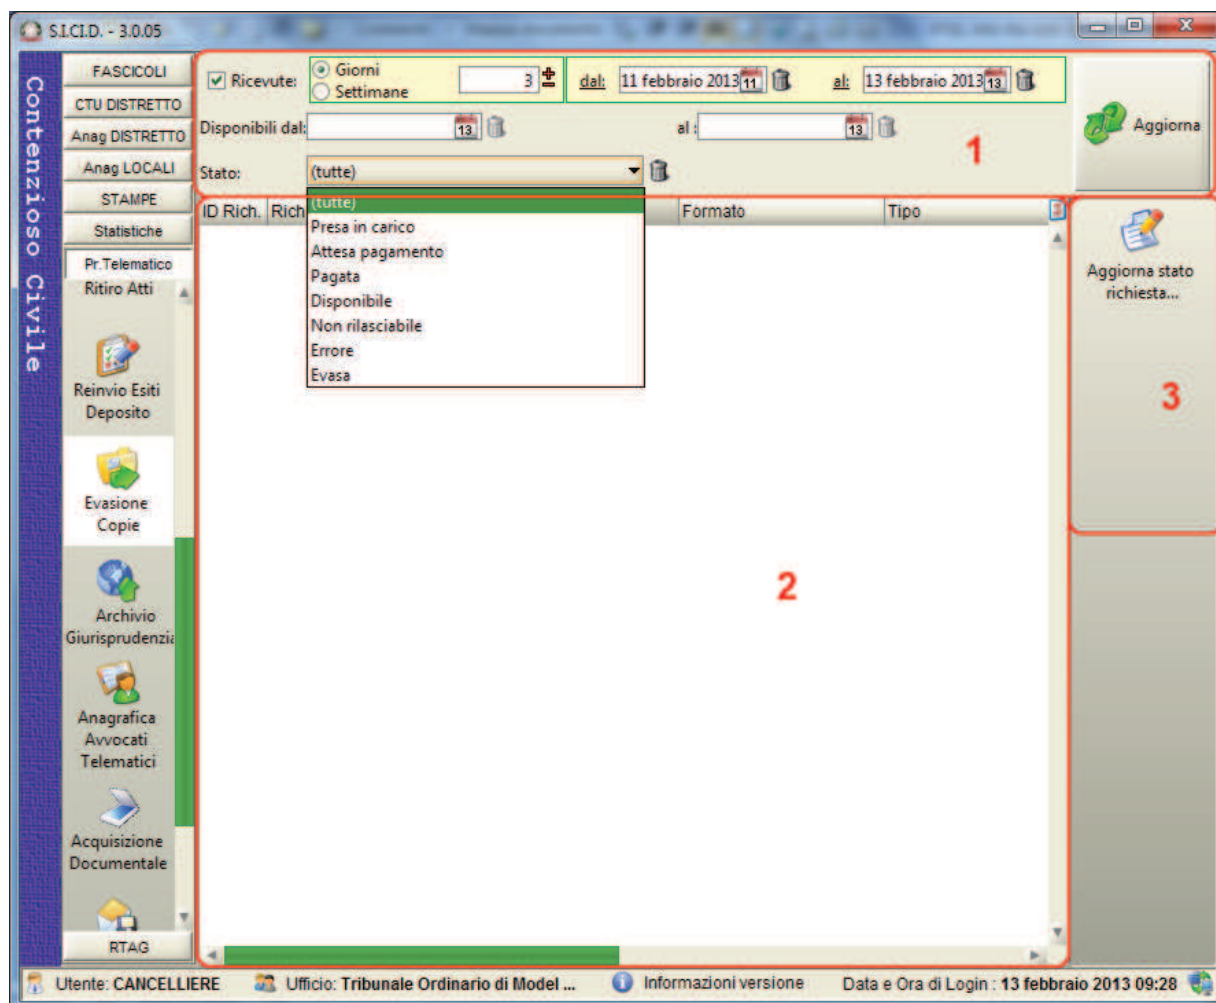 S.I.CI.D. - 3.0.05
Contenzioso Civile
FASCICOLI
CTU DISTRETTO
Anag DISTRETTO
Anag LOCALI
STAMPE
Statistiche
Pr.Telematico
Ritiro Atti
Reinvio Esiti
Deposito
Evasione
Copie
Archivio
Giurisprudenzia
Anagrafica
Avvocati
Telematici
Acquisizione
Documentale
RTAG
Ricevute:
Giorni
Settimane
3
dal: 11 febbraio 2013 11
al: 13 febbraio 2013 13
Disponibili dal: 13
al : 13
1
Stato: (tutte)
Aggiorna
ID Rich. Rich Formato Tipo
(tutte)
Presa in carico
Attesa pagamento
Pagata
Disponibile
Non rilasciabile
Errore
Evasa
2
Aggiorna stato
richiesta...
3
Utente: CANCELLIERE Ufficio: Tribunale Ordinario di Model ... Informazioni versione Data e Ora di Login : 13 febbraio 2013 09:28